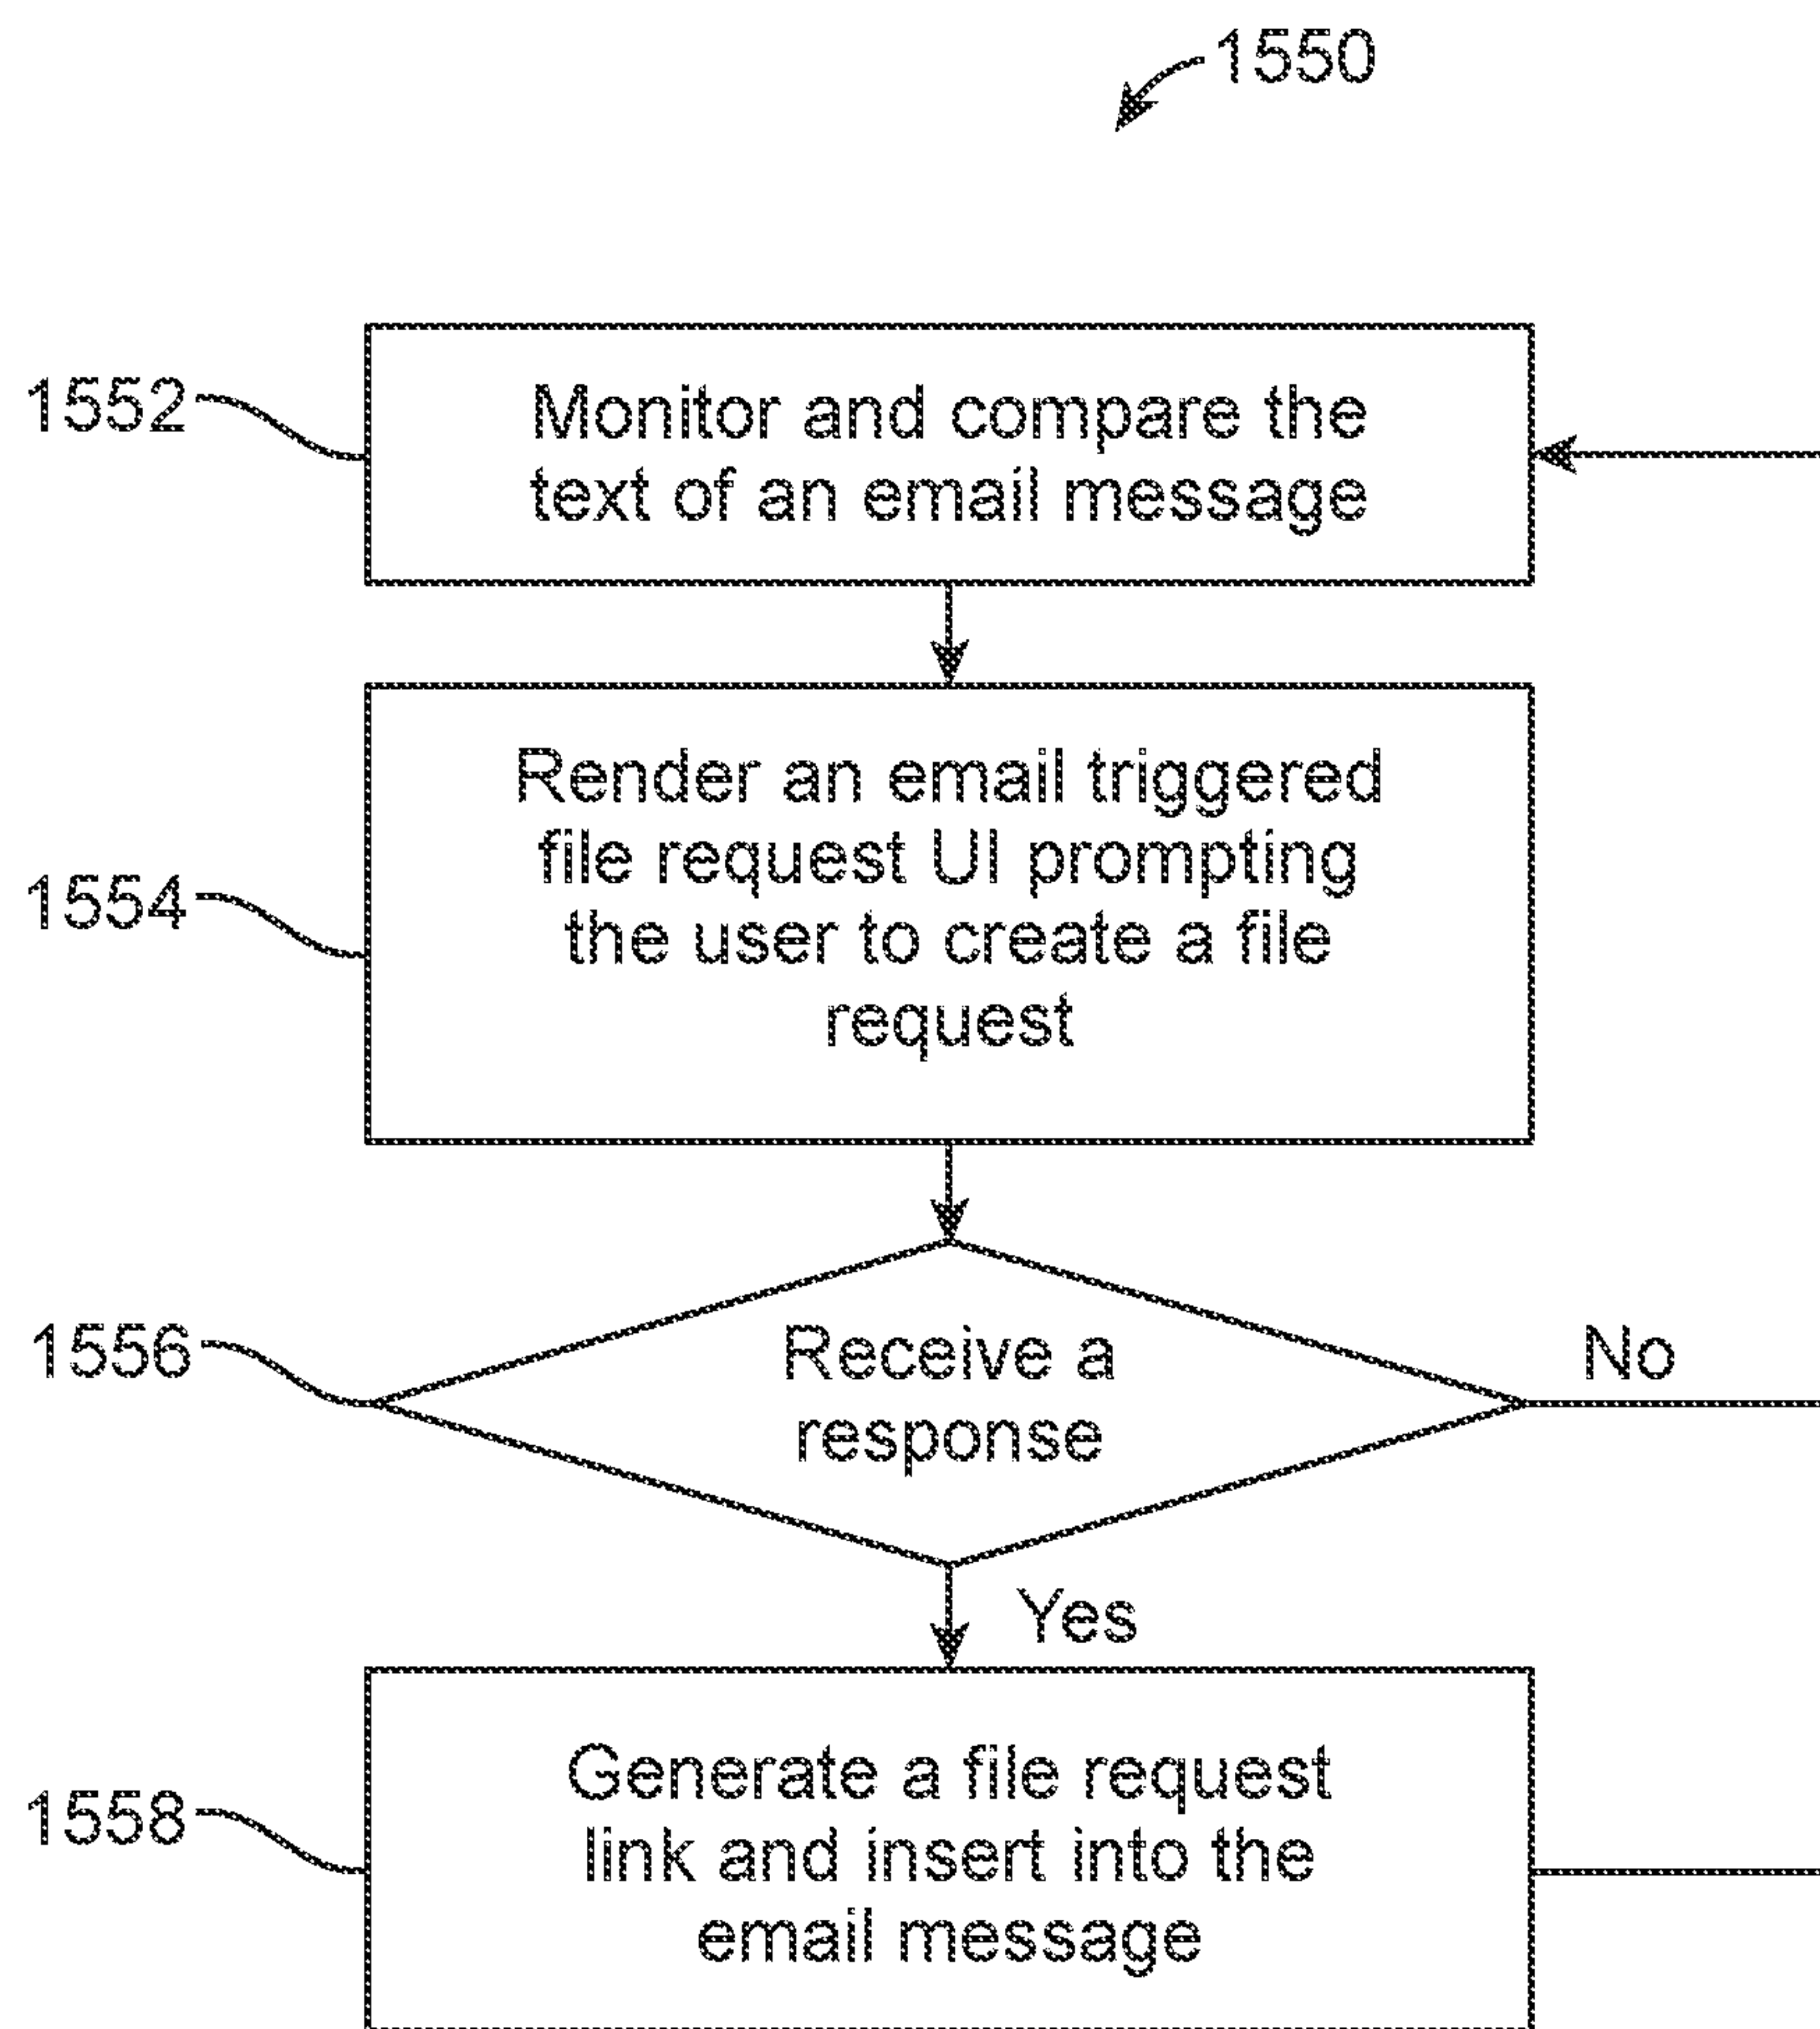 1550
1552
Monitor and compare the
text of an email message
1554
Render an email triggered
file request UI prompting
the user to create a file
request
1556
Receive a
response
No
Yes
1558
Generate a file request
link and insert into the
email message